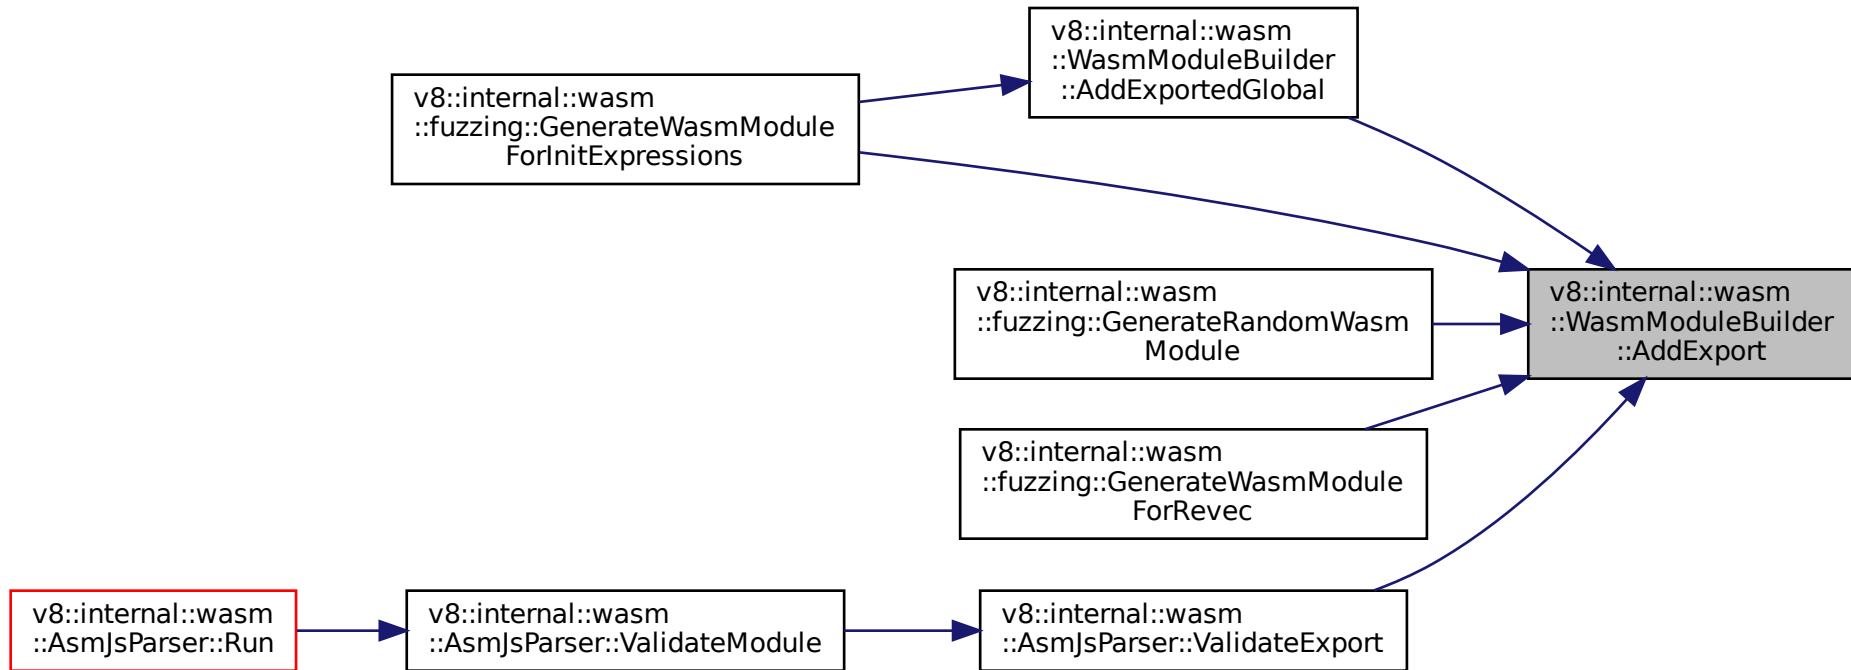 v8::internal::wasm
::WasmModuleBuilder
::AddExportedGlobal
v8::internal::wasm
::fuzzing::GenerateWasmModule
ForInitExpressions
v8::internal::wasm
::fuzzing::GenerateRandomWasm
Module
v8::internal::wasm
::WasmModuleBuilder
::AddExport
v8::internal::wasm
::fuzzing::GenerateWasmModule
ForRevec
v8::internal::wasm
::AsmJsParser::Run
v8::internal::wasm
::AsmJsParser::ValidateModule
v8::internal::wasm
::AsmJsParser::ValidateExport